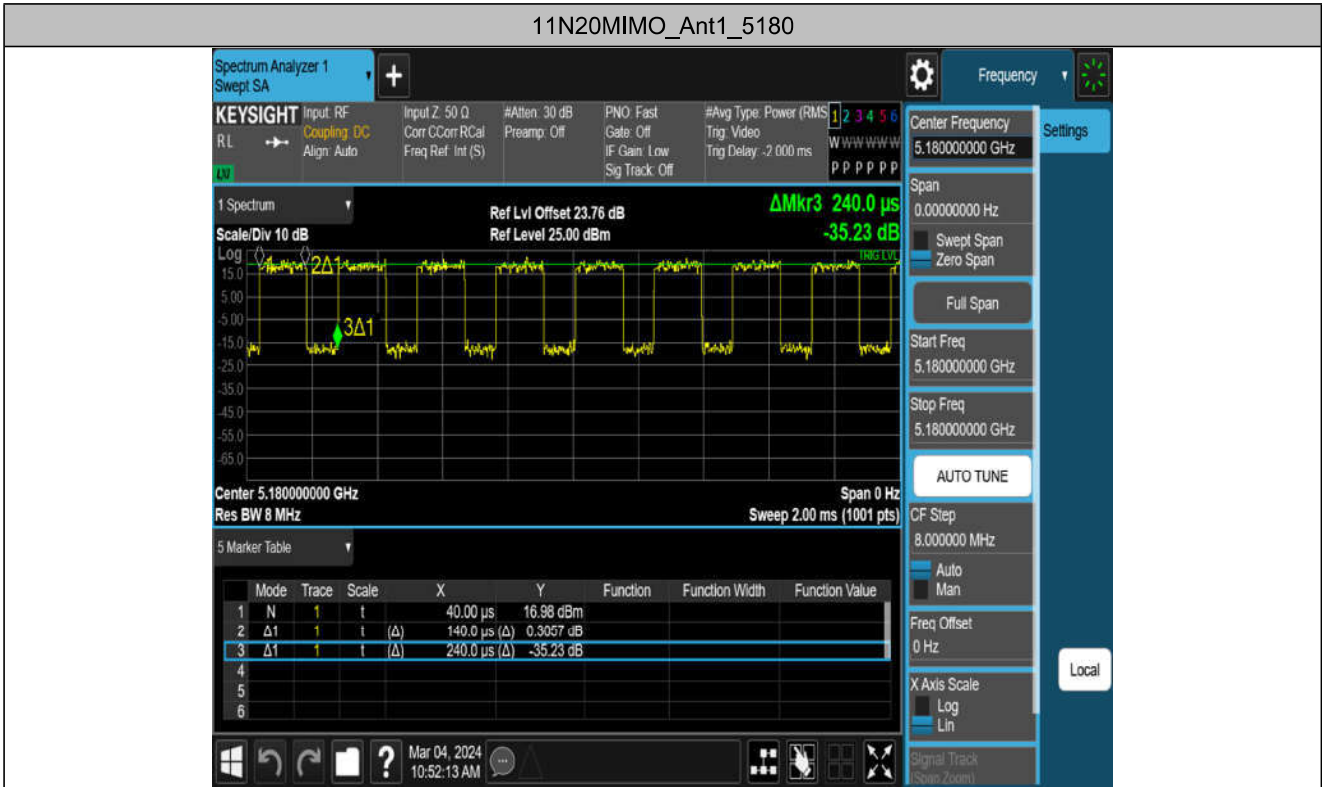 11N20MIMO_Ant1_5180
Spectrum Analyzer 1
Swept SA
+
Frequency
KEYSIGHT
RL
LXI
Input: RF
Coupling: DC
Align: Auto
Input Z: 50 Ω
Corr CCorr RCal
Freq Ref: Int (S)
#Atten: 30 dB
Preamp: Off
PNO: Fast
Gate: Off
IF Gain: Low
Sig Track: Off
#Avg Type: Power (RMS
Trig: Video
Trig Delay: -2.000 ms
1 2 3 4 5 6
W W W W W W
P P P P P P
1 Spectrum
Scale/Div 10 dB
Ref Lvl Offset 23.76 dB
Ref Level 25.00 dBm
ΔMkr3 240.0 µs
-35.23 dB
Log
TRIG LVL
15.0
5.00
-5.00
-15.0
-25.0
-35.0
-45.0
-55.0
-65.0
2Δ1
3Δ1
Center 5.180000000 GHz
Res BW 8 MHz
Span 0 Hz
Sweep 2.00 ms (1001 pts)
5 Marker Table
Mode Trace Scale X Y Function Function Width Function Value
1 N 1 t 40.00 µs 16.98 dBm
2 Δ1 1 t (Δ) 140.0 µs (Δ) 0.3057 dB
3 Δ1 1 t (Δ) 240.0 µs (Δ) -35.23 dB
4
5
6
Center Frequency
5.180000000 GHz
Settings
Span
0.00000000 Hz
Swept Span
Zero Span
Full Span
Start Freq
5.180000000 GHz
Stop Freq
5.180000000 GHz
AUTO TUNE
CF Step
8.000000 MHz
Auto
Man
Freq Offset
0 Hz
Local
X Axis Scale
Log
Lin
Signal Track
(Span Zoom)
?
Mar 04, 2024
10:52:13 AM